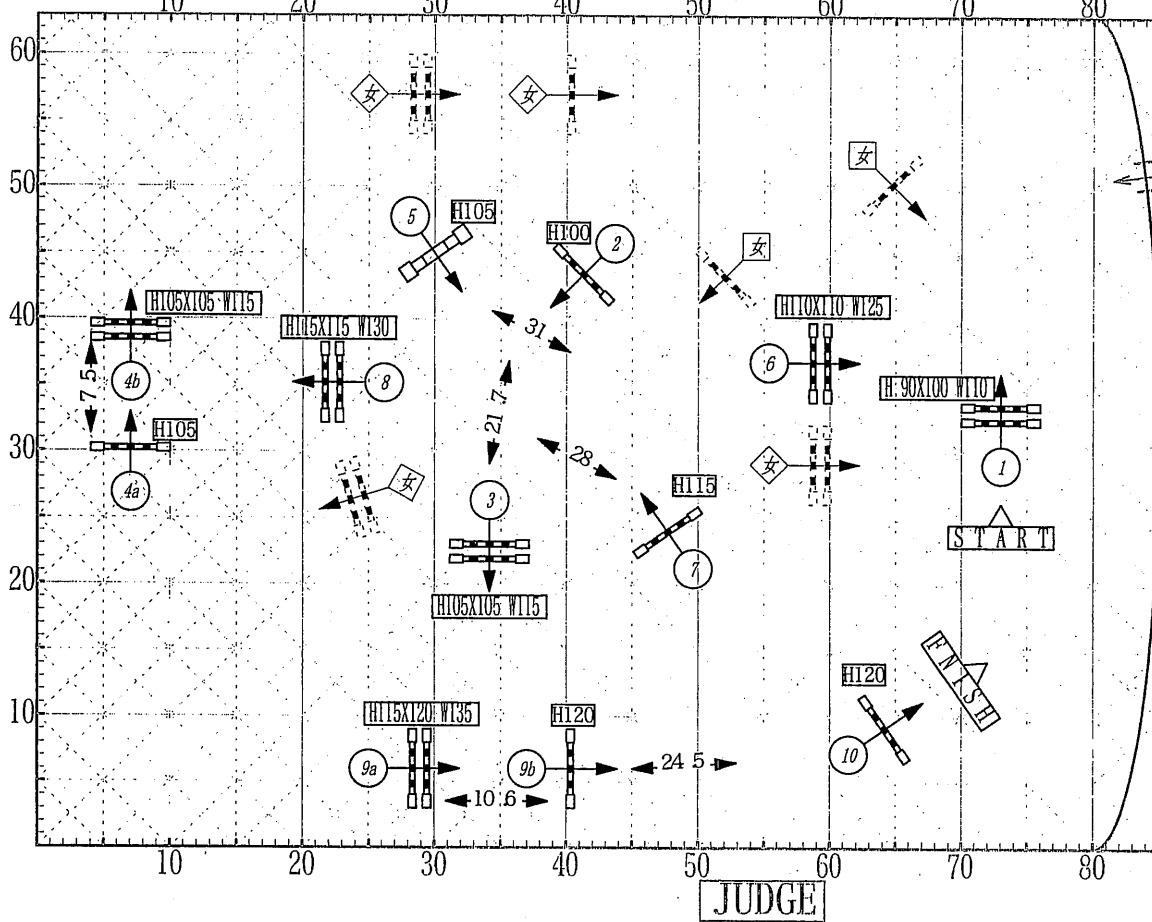 10 20 30 40 50 60 70 80
60
女 女
女
50
5 H105
H100 2
女
40
H105X105 W115
H115X115 W130
H110X110 W125
31
4b
7.5
8
6
H 90X100 W110
21.7
30
H105
28
女
1
4a
女
3
H115
START
20
7
H105X105 W115
FNISH
H120
10
H115X120 W135
H120
9a
9b
24.5
10
10.6
10 20 30 40 50 60 70 80
JUDGE